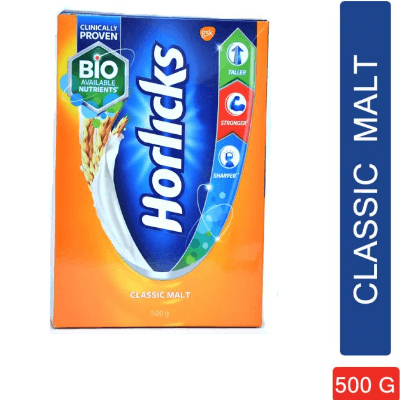 CLINICALLY
PROVEN
BIO
AVAILABLE
NUTRIENTS*
Horlicks
GSK
TALLER
STRONGER
SHARPER
CLASSIC MALT
500 g
CLASSIC MALT
500 G